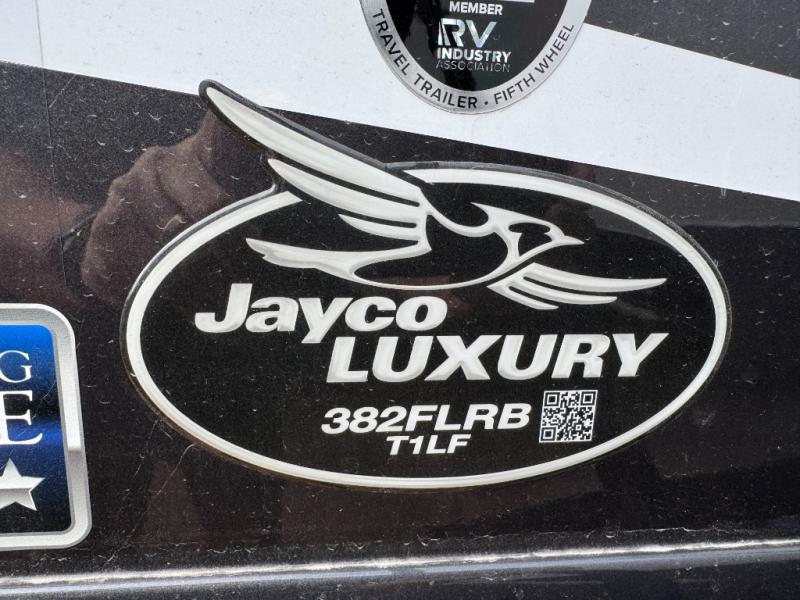 MEMBER
RV
INDUSTRY
ASSOCIATION
TRAVEL TRAILER • FIFTH WHEEL
Jayco
LUXURY
382FLRB
T1LF
G
E